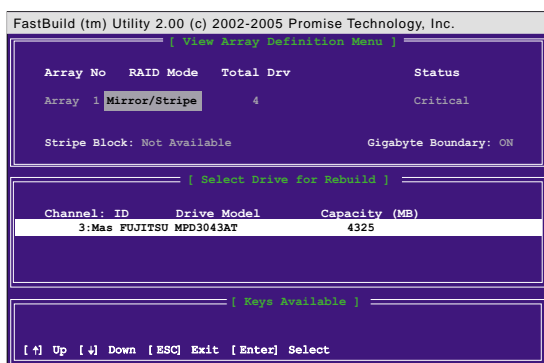 FastBuild (tm) Utility 2.00 (c) 2002-2005 Promise Technology, Inc.
[ View Array Definition Menu ]
Array No RAID Mode Total Drv Status
Array 1 Mirror/Stripe 4 Critical
Stripe Block: Not Available Gigabyte Boundary: ON
[ Select Drive for Rebuild ]
Channel: ID Drive Model Capacity (MB)
3:Mas FUJITSU MPD3043AT 4325
[ Keys Available ]
[↑] Up [↓] Down [ESC] Exit [Enter] Select